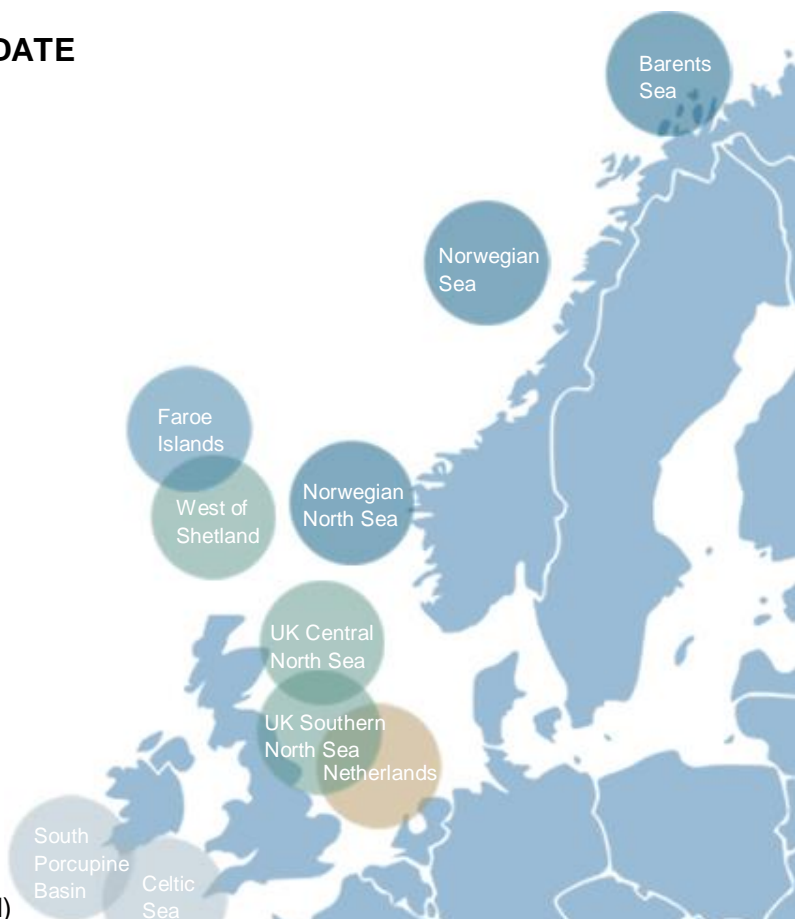 DATE
Barents
Sea
Norwegian
Sea
Faroe
Islands
West of
Shetland
Norwegian
North Sea
UK Central
North Sea
UK Southern
North Sea
Netherlands
South
Porcupine
Basin
Celtic
Sea